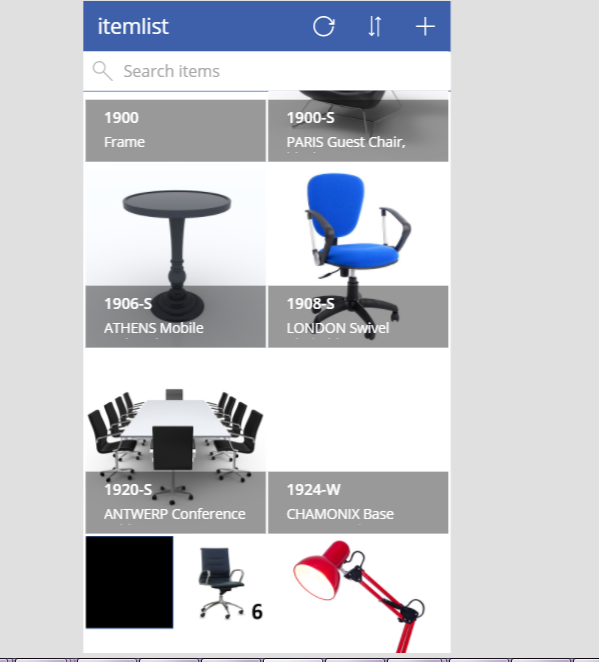 itemlist
Search items
1900
Frame
1900-S
PARIS Guest Chair,
1906-S
ATHENS Mobile
1908-S
LONDON Swivel
1920-S
ANTWERP Conference
1924-W
CHAMONIX Base
6